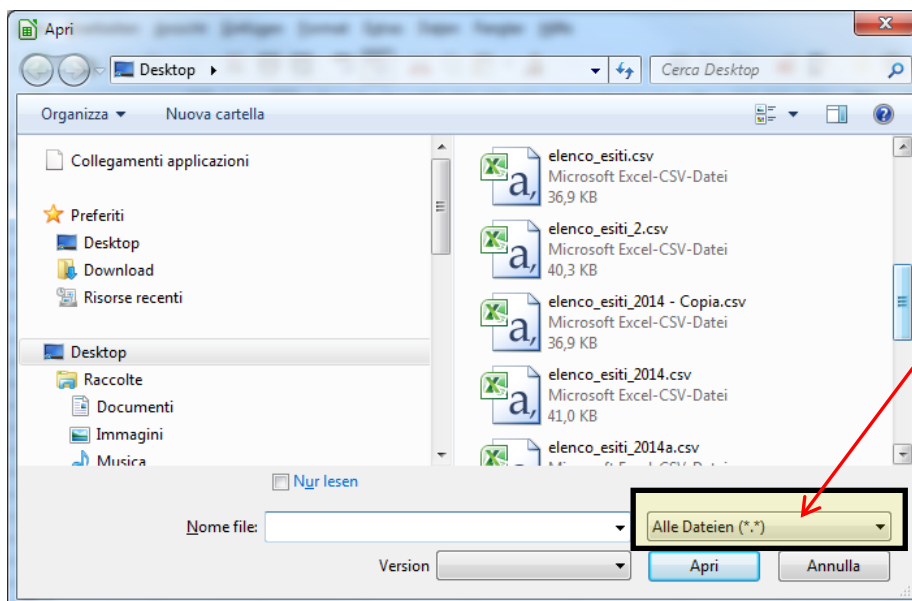 Apri
Desktop
Cerca Desktop
Organizza
Nuova cartella
Collegamenti applicazioni
Preferiti
Desktop
Download
Risorse recenti
Desktop
Raccolte
Documenti
Immagini
Musica
elenco_esiti.csv
Microsoft Excel-CSV-Datei
36,9 KB
elenco_esiti_2.csv
Microsoft Excel-CSV-Datei
40,3 KB
elenco_esiti_2014 - Copia.csv
Microsoft Excel-CSV-Datei
36,9 KB
elenco_esiti_2014.csv
Microsoft Excel-CSV-Datei
41,0 KB
elenco_esiti_2014a.csv
Nur lesen
Nome file:
Alle Dateien (*.*)
Version
Apri
Annulla